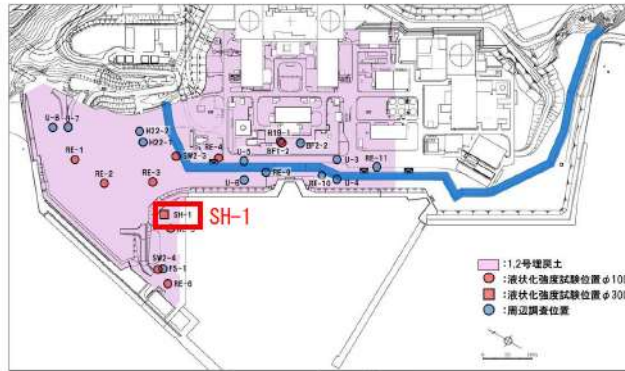 U-8
H22-2
H22-7
H19-1
BF1-2
BF2-2
SW2-3
RE-4
U-5
U-3
RE-11
RE-1
RE-2
RE-3
RE-9
U-6
RE-10
U-4
SH-1
SH-1
SW2-4
F5-1
RE-6
:1,2号埋戻土
:液状化強度試験位置φ100
:液状化強度試験位置φ300
:周辺調査位置